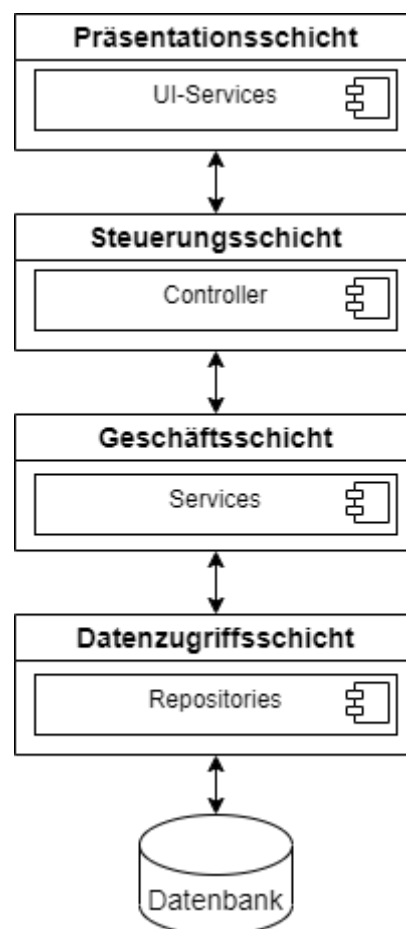 Präsentationsschicht
UI-Services
Steuerungsschicht
Controller
Geschäftsschicht
Services
Datenzugriffsschicht
Repositories
Datenbank